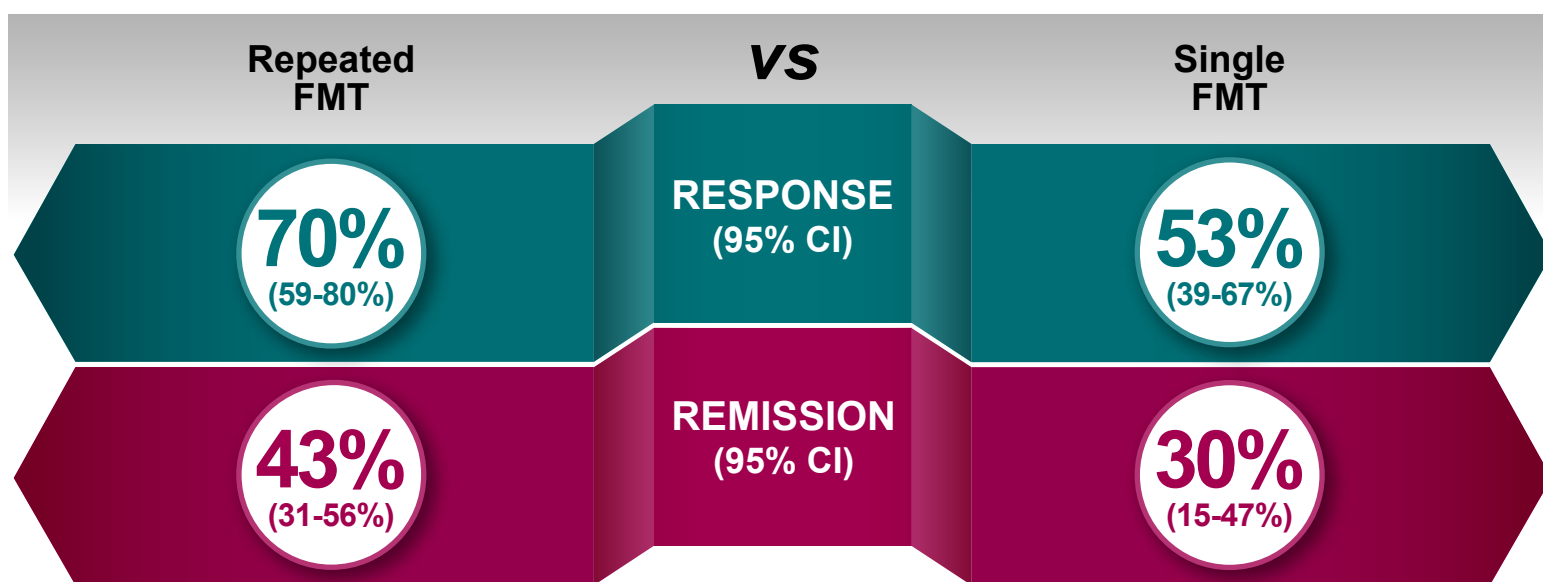 Repeated
FMT
vs
Single
FMT
70%
(59-80%)
RESPONSE
(95% CI)
53%
(39-67%)
43%
(31-56%)
REMISSION
(95% CI)
30%
(15-47%)